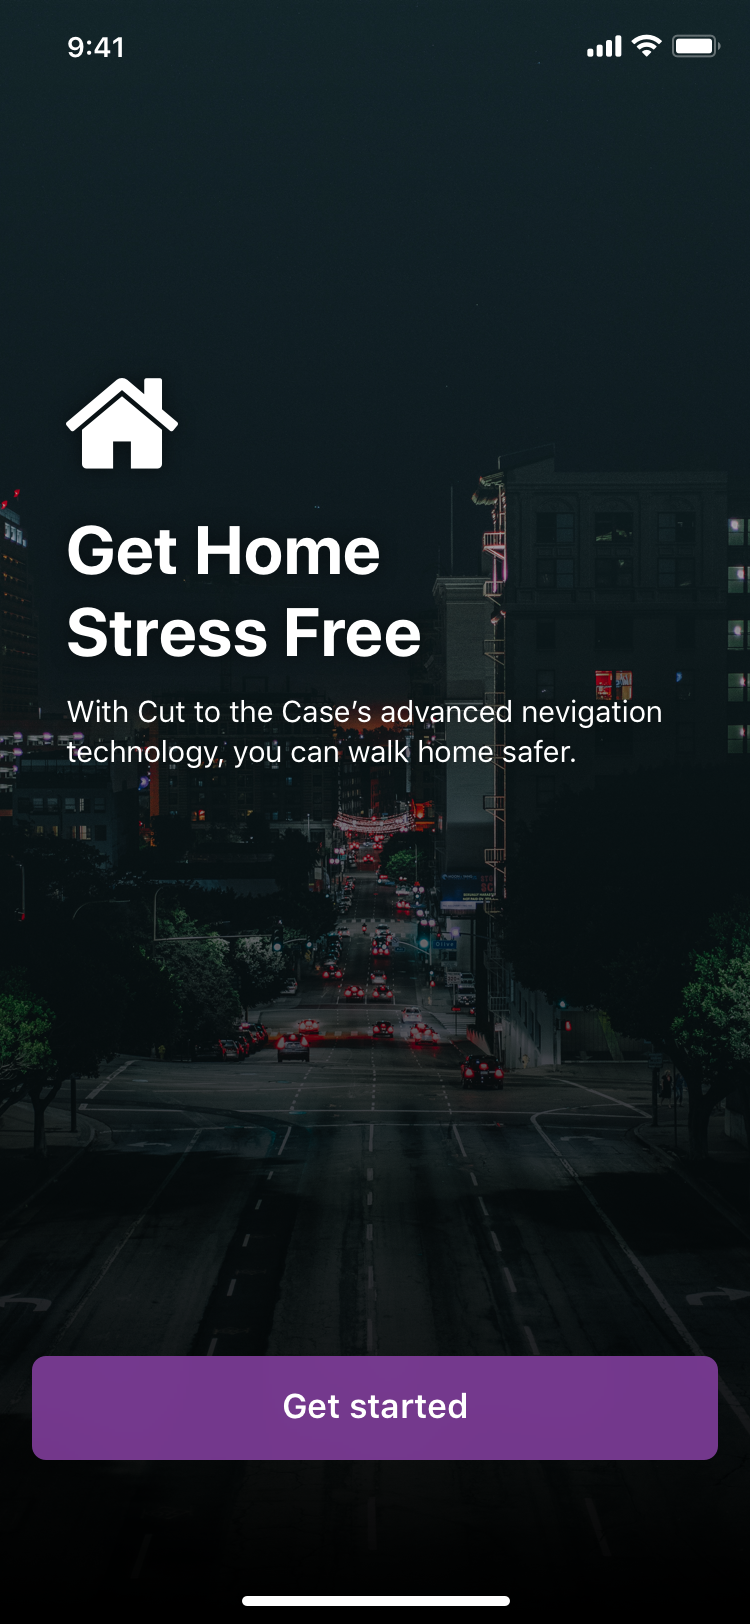 9:41
Get Home
Stress Free
With Cut to the Case’s advanced nevigation
technology, you can walk home safer.
Get started